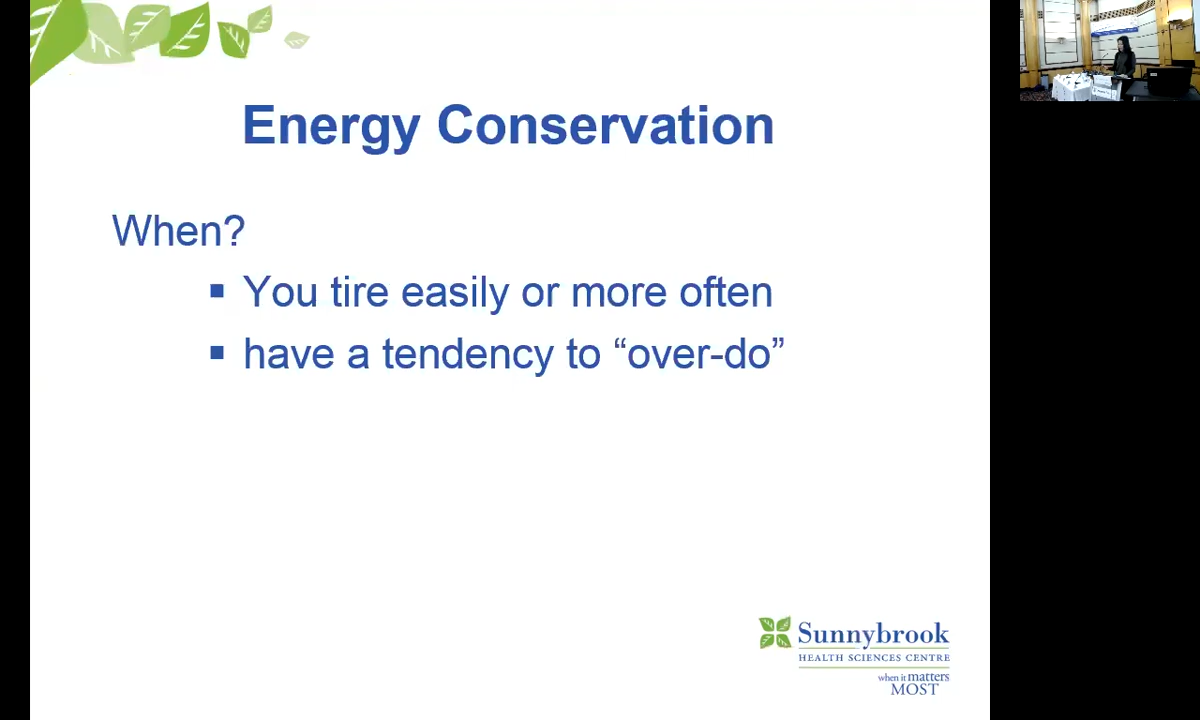 Energy Conservation
When?
▪ You tire easily or more often
▪ have a tendency to “over-do”
Sunnybrook
HEALTH SCIENCES CENTRE
when it matters
MOST